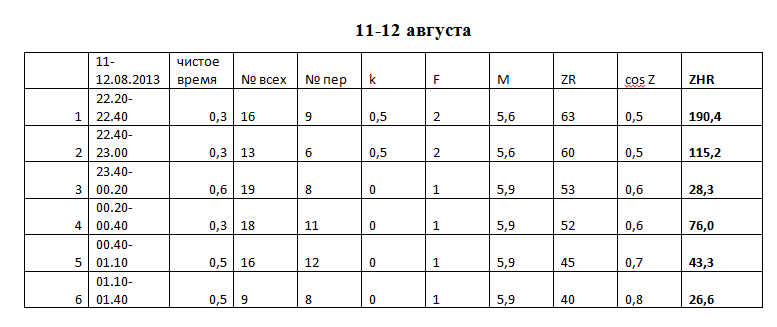 11-12 августа
11-12.08.2013 чистое время № всех № пер k F M ZR cos Z ZHR
1 22.20-22.40 0,3 16 9 0,5 2 5,6 63 0,5 190,4
2 22.40-23.00 0,3 13 6 0,5 2 5,6 60 0,5 115,2
3 23.40-00.20 0,6 19 8 0 1 5,9 53 0,6 28,3
4 00.20-00.40 0,3 18 11 0 1 5,9 52 0,6 76,0
5 00.40-01.10 0,5 16 12 0 1 5,9 45 0,7 43,3
6 01.10-01.40 0,5 9 8 0 1 5,9 40 0,8 26,6